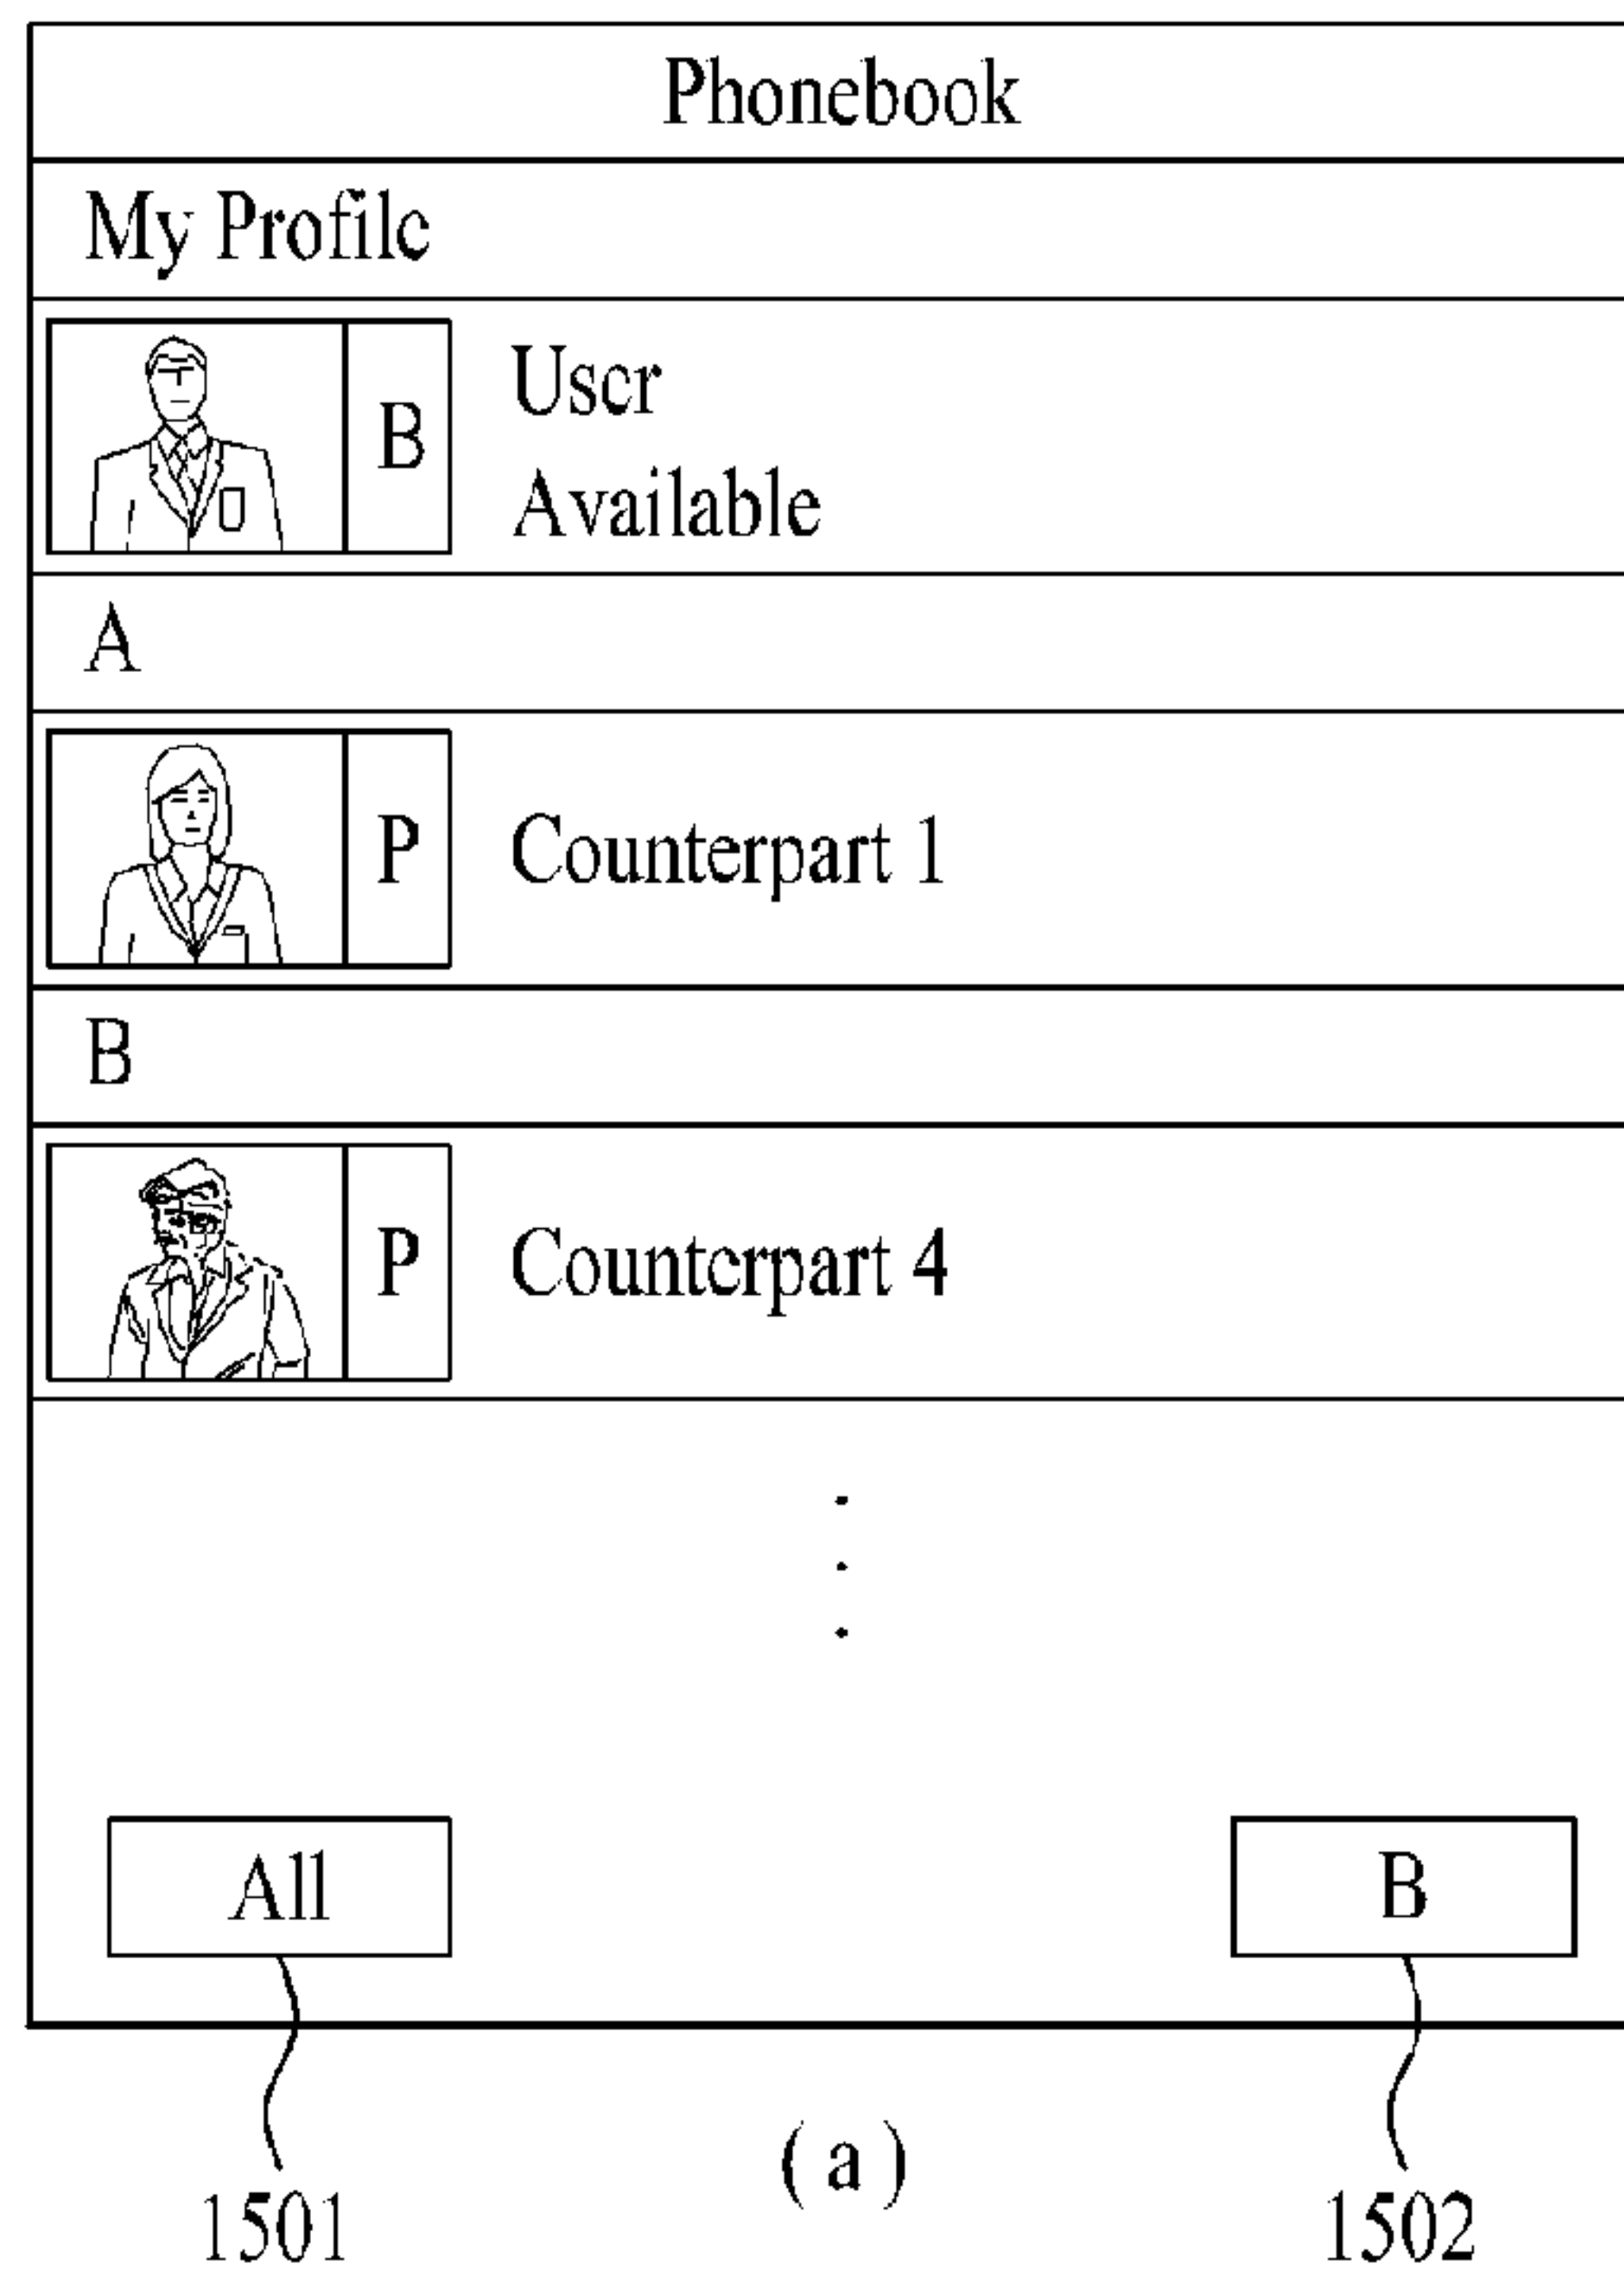 Phonebook
My Profile
B
User
Available
A
P
Counterpart 1
B
P
Counterpart 4
All
B
(a)
1501
1502